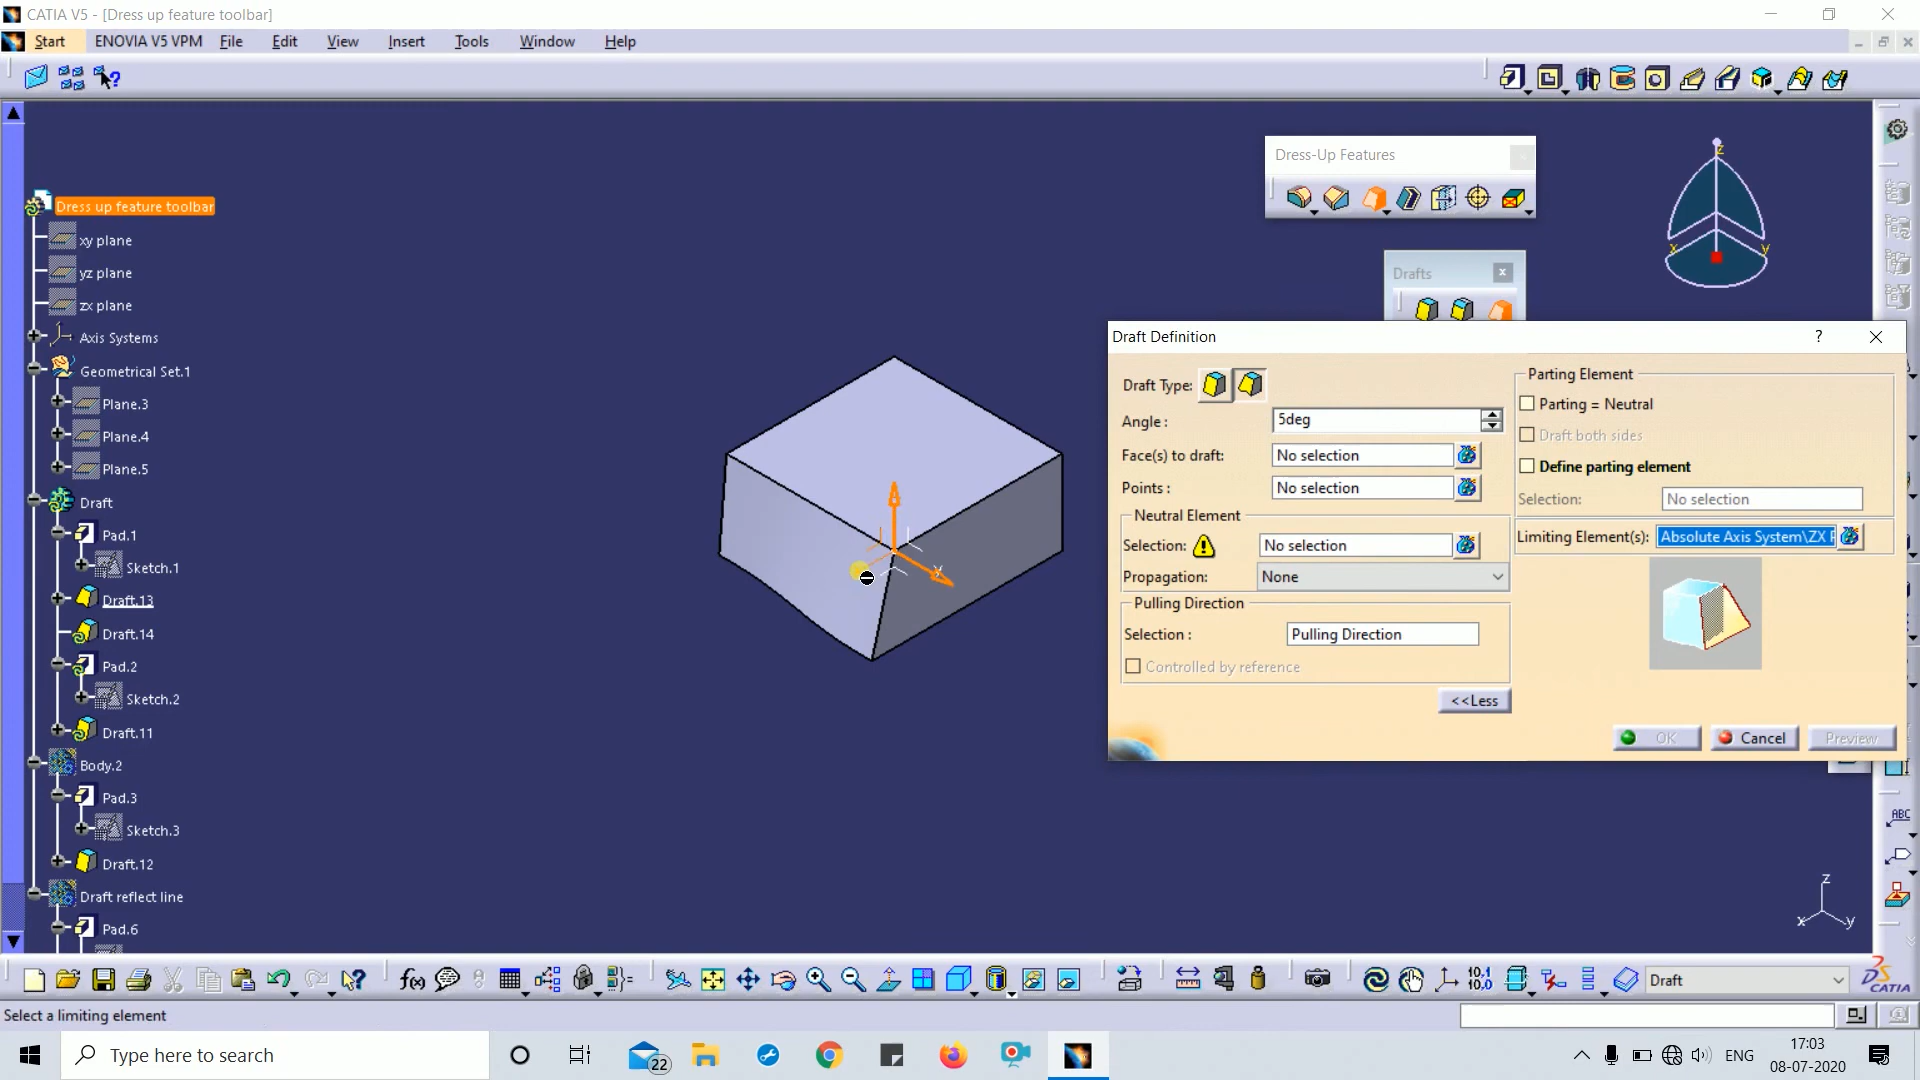 CATIA V5 - [Dress up feature toolbar]
Start ENOVIA V5 VPM File Edit View Insert Tools Window Help
Dress-Up Features
z
x y
Dress up feature toolbar
xy plane
yz plane
zx plane
Axis Systems
Geometrical Set.1
Plane.3
Plane.4
Plane.5
Draft
Pad.1
Sketch.1
Draft.13
Draft.14
Pad.2
Sketch.2
Draft.11
Body.2
Pad.3
Sketch.3
Draft.12
Draft reflect line
Pad.6
Drafts
Draft Definition
Draft Type:
Angle : 5deg
Face(s) to draft: No selection
Points : No selection
Neutral Element
Selection: No selection
Propagation: None
Pulling Direction
Selection : Pulling Direction
Controlled by reference
<<Less
Parting Element
Parting = Neutral
Draft both sides
Define parting element
Selection: No selection
Limiting Element(s): Absolute Axis System\ZX
OK Cancel Preview
ABC
z
x y
f(x)
10,1
10,0
Draft
CATIA
Select a limiting element
Type here to search
22
ENG
17:03
08-07-2020